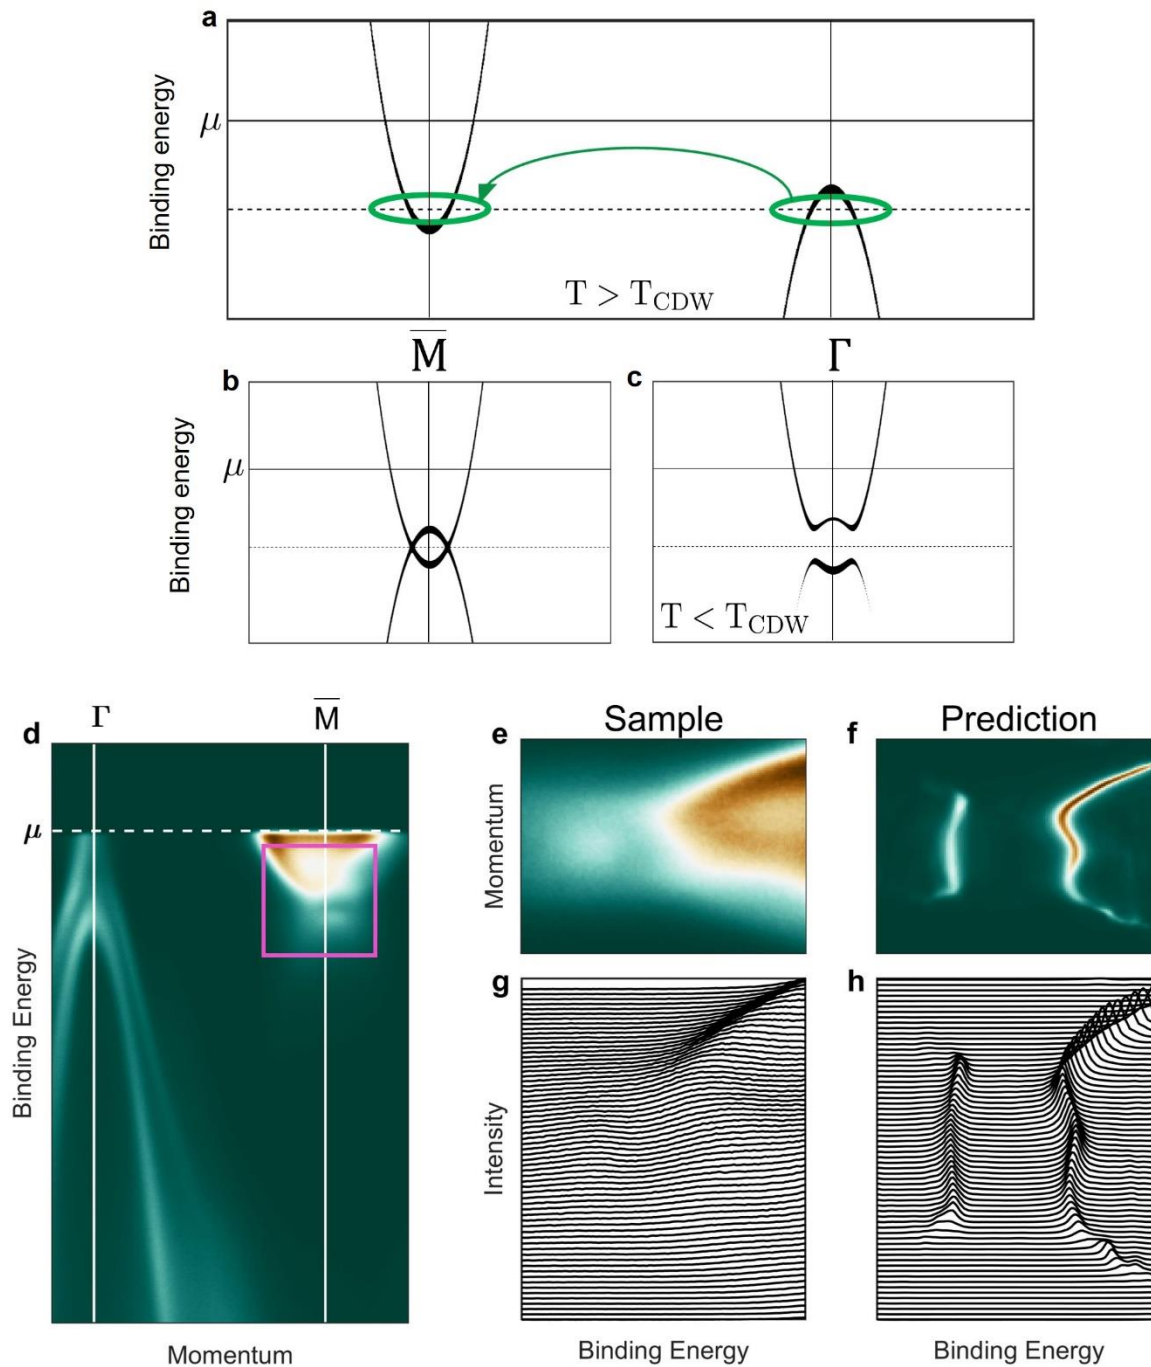 a
Binding energy
μ
T > T_CDW
M̅
Γ
b
c
Binding energy
μ
T < T_CDW
d
Γ
M̅
μ
Binding Energy
Momentum
Sample
Prediction
e
f
Momentum
g
h
Intensity
Binding Energy
Binding Energy